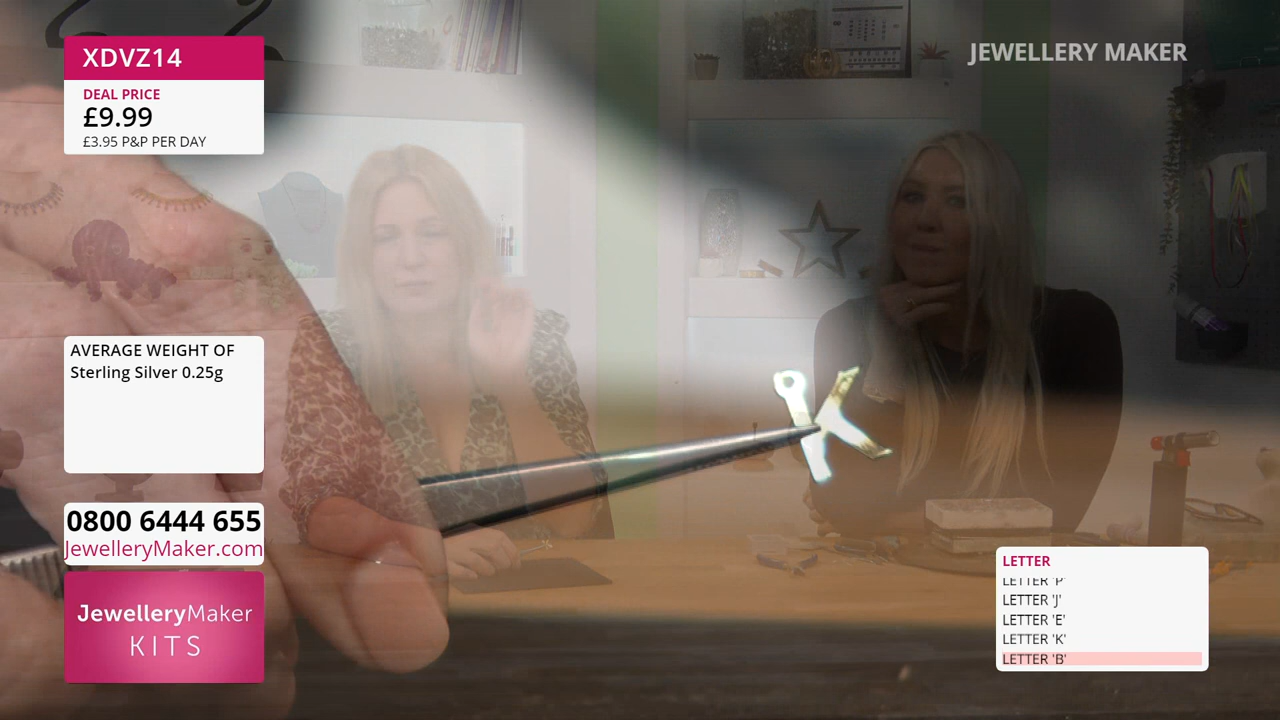 XDVZ14
DEAL PRICE
£9.99
£3.95 P&P PER DAY
JEWELLERY MAKER
AVERAGE WEIGHT OF
Sterling Silver 0.25g
0800 6444 655
JewelleryMaker.com
JewelleryMaker
KITS
LETTER
LETTER 'P'
LETTER 'J'
LETTER 'E'
LETTER 'K'
LETTER 'B'